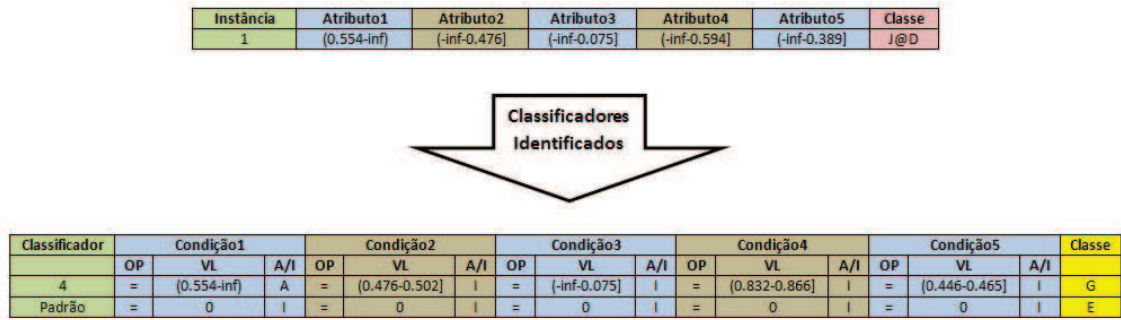 Instância Atributo1 Atributo2 Atributo3 Atributo4 Atributo5 Classe
1 (0.554-inf) (-inf-0.476] (-inf-0.075] (-inf-0.594] (-inf-0.389] J@D
Classificadores
Identificados
Classificador Condição1 Condição2 Condição3 Condição4 Condição5 Classe
OP VL A/I OP VL A/I OP VL A/I OP VL A/I OP VL A/I
4 = (0.554-inf) A = (0.476-0.502] I = (-inf-0.075] I = (0.832-0.866] I = (0.446-0.465] I G
Padrão = 0 I = 0 I = 0 I = 0 I = 0 I E